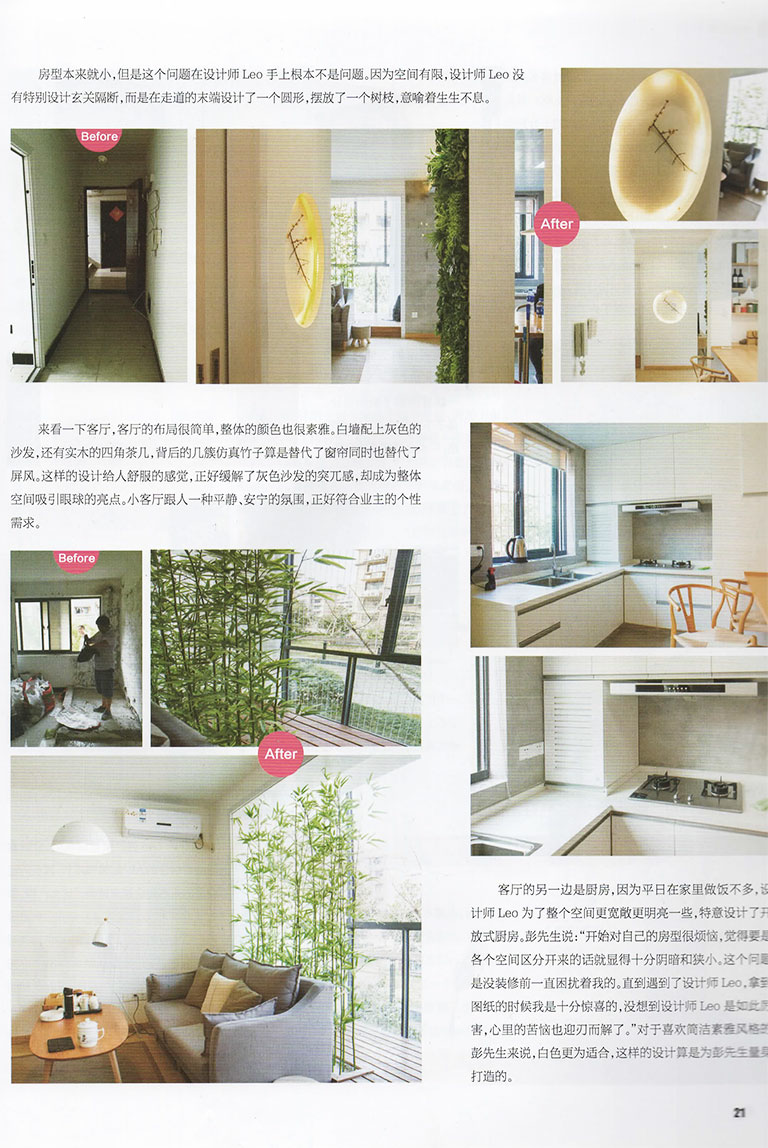 房型本来就小，但是这个问题在设计师 Leo 手上根本不是问题。因为空间有限，设计师 Leo 没
有特别设计玄关隔断，而是在走道的末端设计了一个圆形，摆放了一个树枝，意喻着生生不息。
Before
After
来看一下客厅，客厅的布局很简单，整体的颜色也很素雅。白墙配上灰色的
沙发，还有实木的四角茶几，背后的几簇仿真竹子算是替代了窗帘同时也替代了
屏风。这样的设计给人舒服的感觉，正好缓解了灰色沙发的突兀感，却成为整体
空间吸引眼球的亮点。小客厅跟人一种平静、安宁的氛围，正好符合业主的个性
需求。
Before
After
客厅的另一边是厨房，因为平日在家里做饭不多，设
计师 Leo 为了整个空间更宽敞更明亮一些，特意设计了开
放式厨房。彭先生说：“开始对自己的房型很烦恼，觉得要是
各个空间区分开来的话就显得十分阴暗和狭小。这个问题
是没装修前一直困扰着我的。直到遇到了设计师 Leo，拿到
图纸的时候我是十分惊喜的，没想到设计师 Leo 是如此厉
害，心里的苦恼也迎刃而解了。”对于喜欢简洁素雅风格的
彭先生来说，白色更为适合，这样的设计算是为彭先生量身
打造的。
21